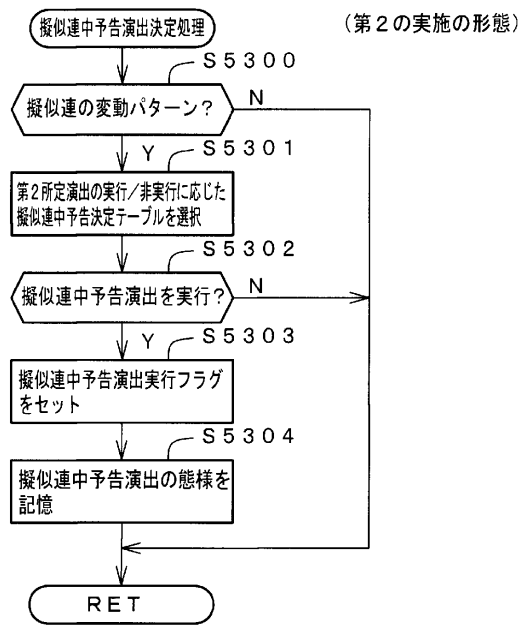 擬似連中予告演出決定処理
(第2の実施の形態)
S5300
擬似連の変動パターン?
N
Y
S5301
第2所定演出の実行/非実行に応じた
擬似連中予告決定テーブルを選択
S5302
擬似連中予告演出を実行?
N
Y
S5303
擬似連中予告演出実行フラグ
をセット
S5304
擬似連中予告演出の態様を
記憶
RET